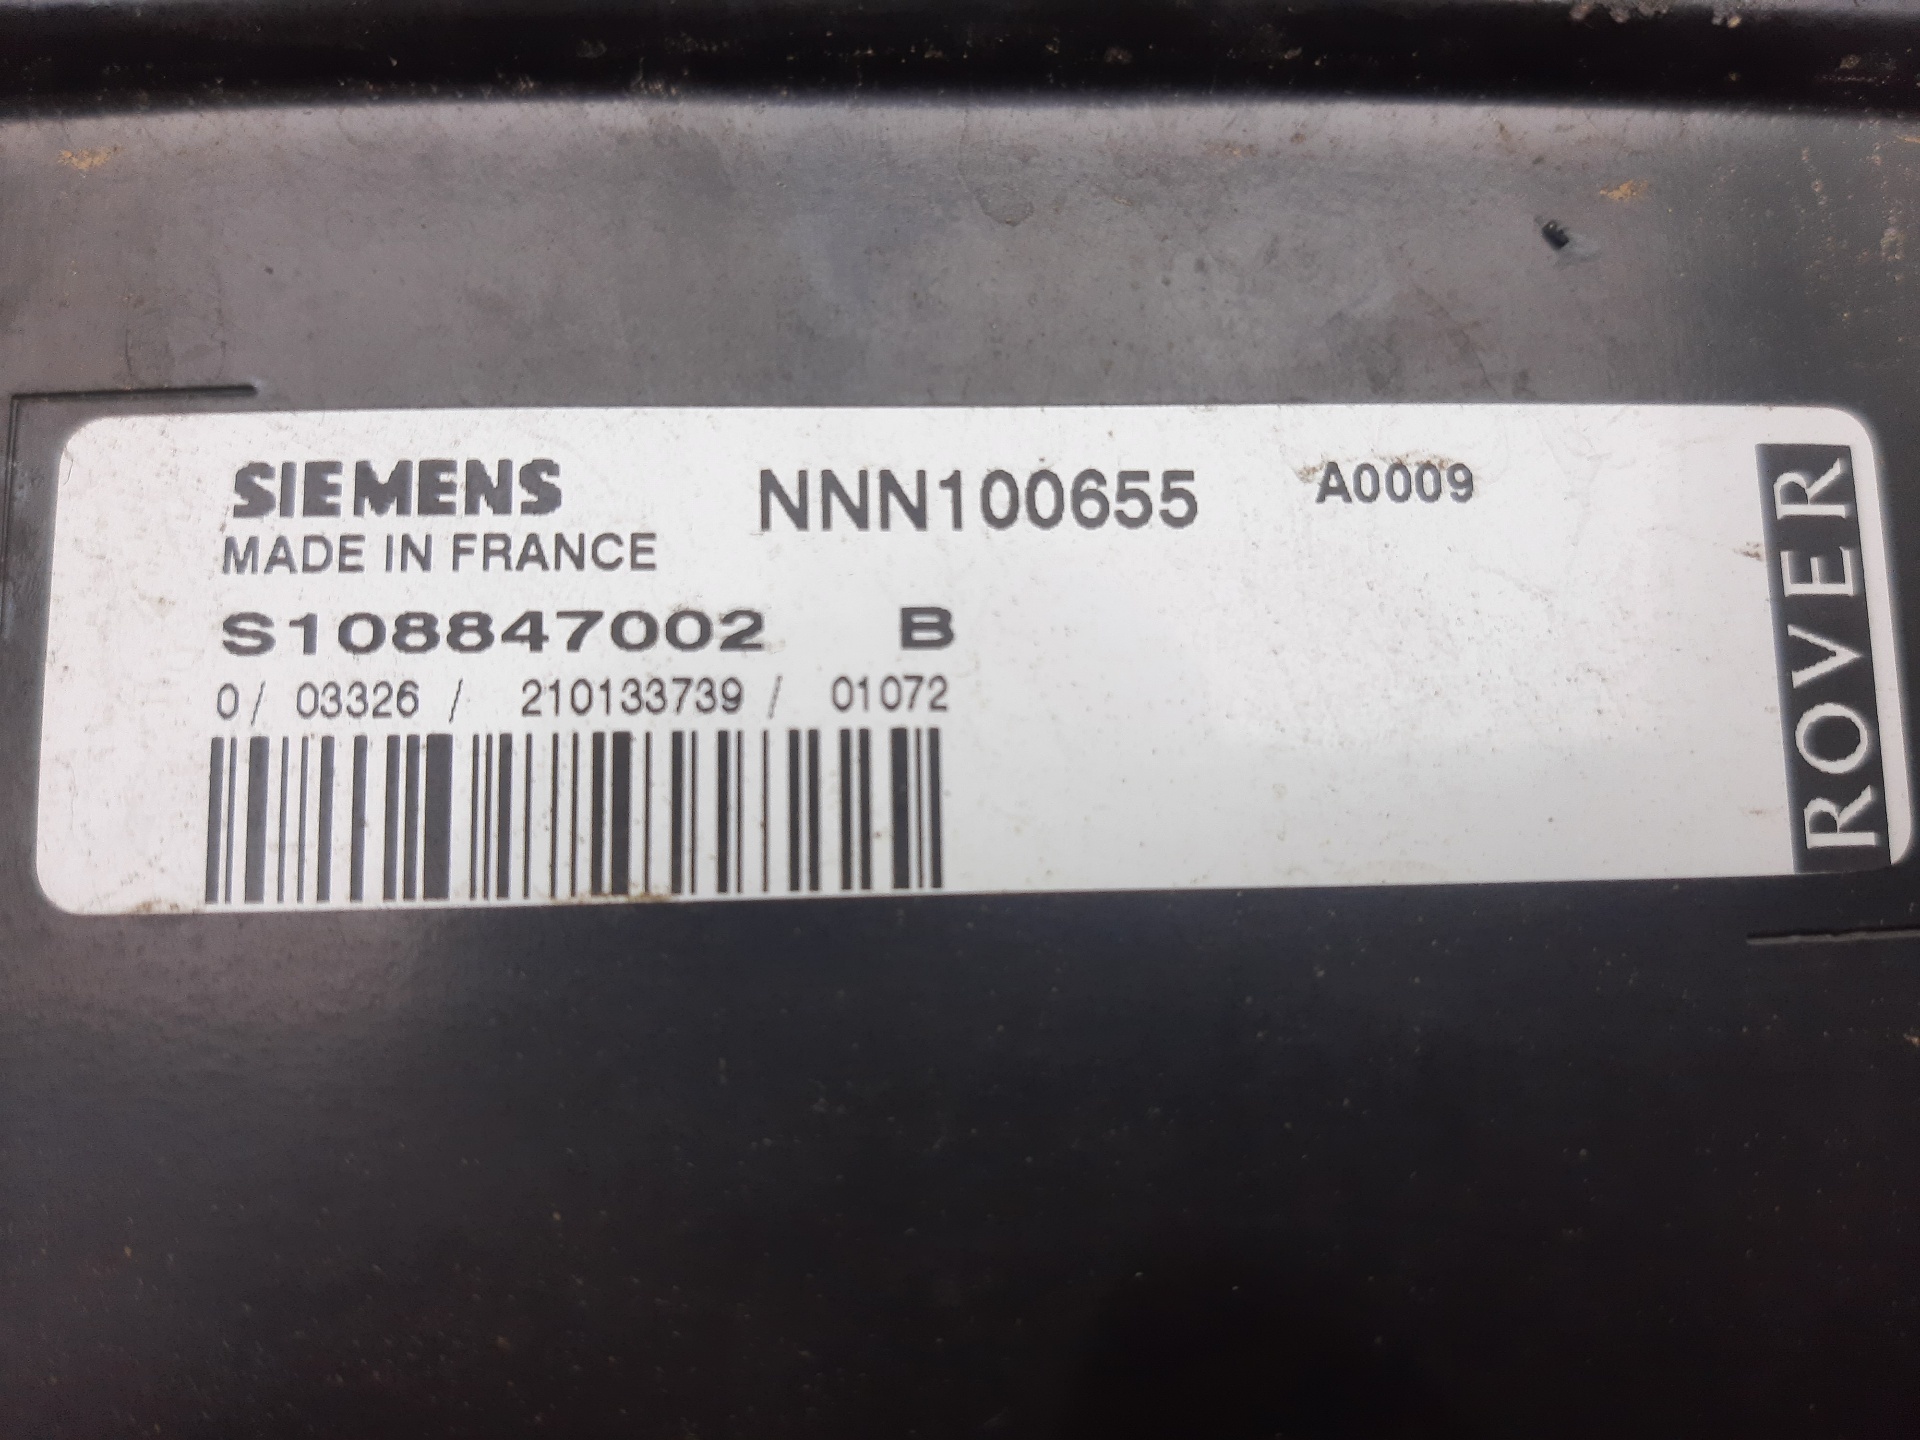 SIEMENS NNN100655 A0009
MADE IN FRANCE
S108847002 B
0/ 03326 / 210133739 / 01072
ROVER